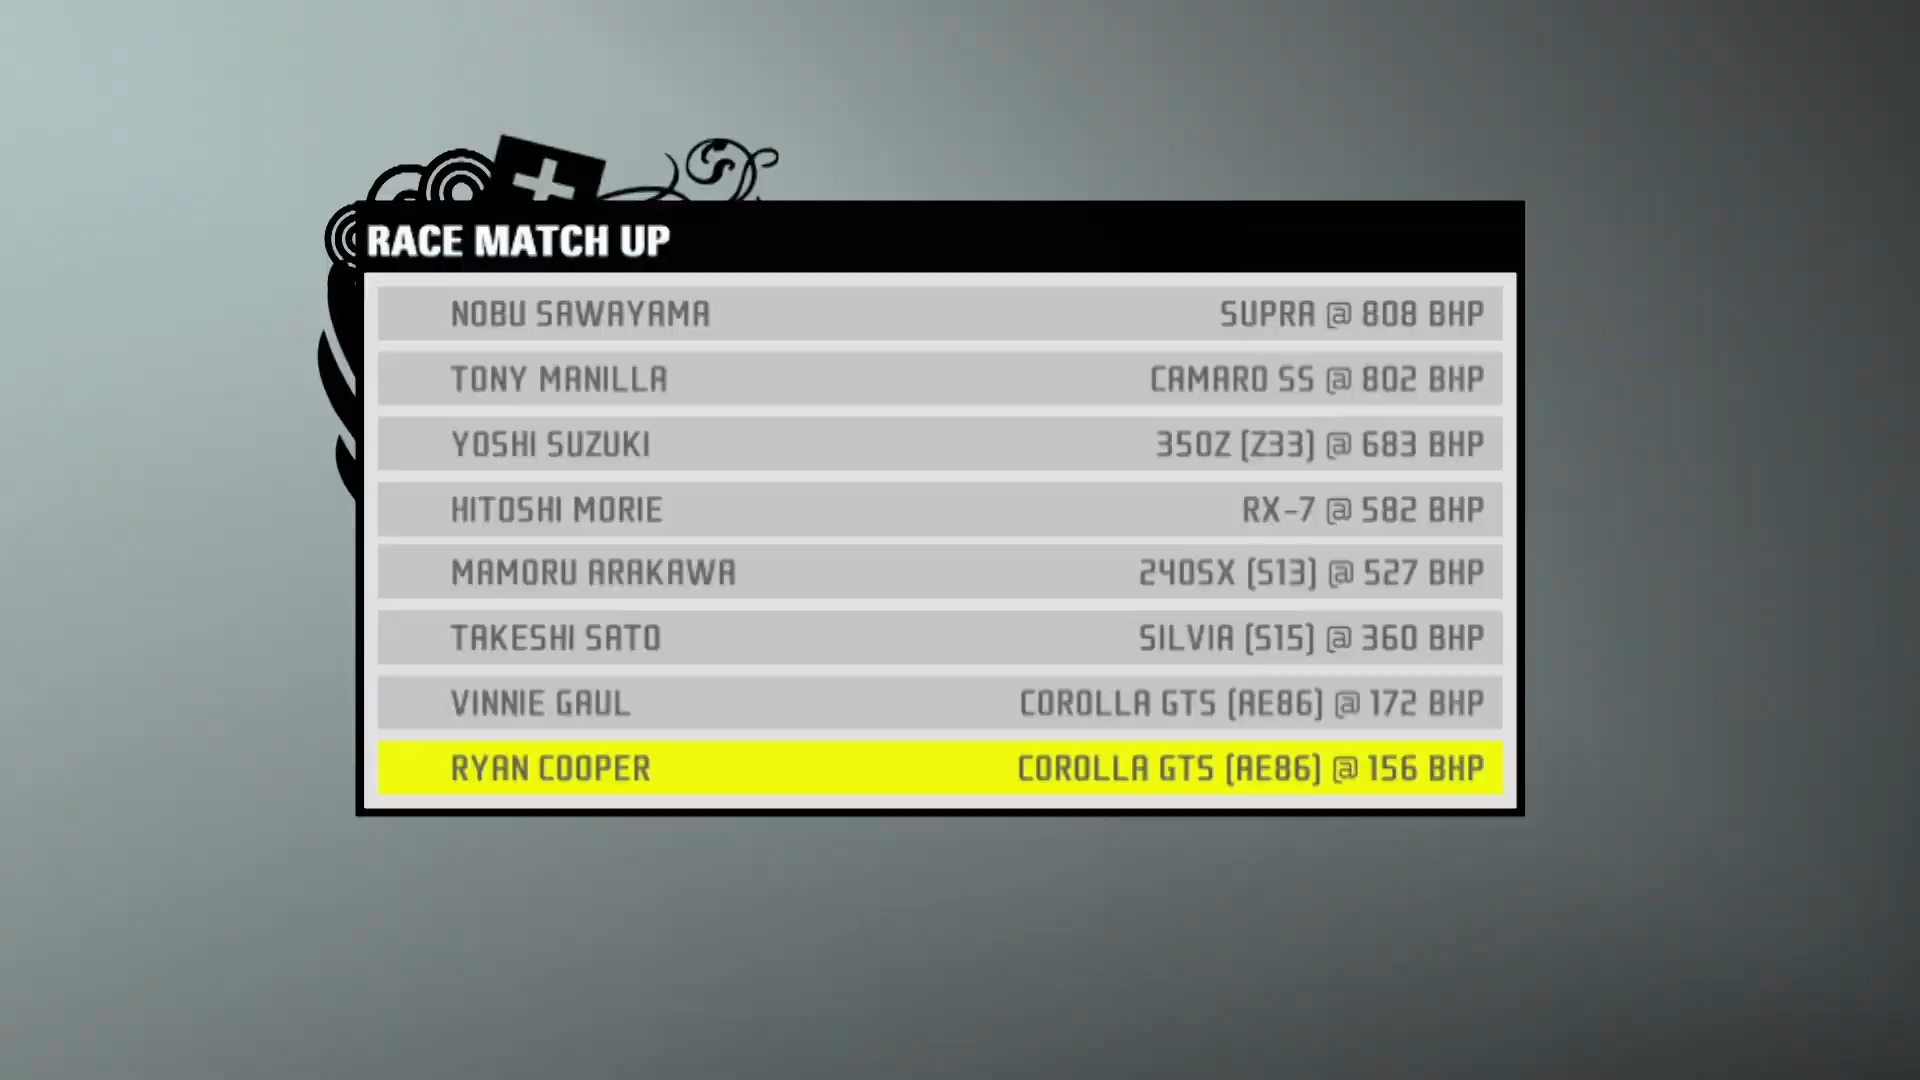 RACE MATCH UP
NOBU SAWAYAMA SUPRA @ 808 BHP
TONY MANILLA CAMARO SS @ 802 BHP
YOSHI SUZUKI 350Z [Z33] @ 683 BHP
HITOSHI MORIE RX-7 @ 582 BHP
MAMORU ARAKAWA 240SX [S13] @ 527 BHP
TAKESHI SATO SILVIA [S15] @ 360 BHP
VINNIE GAUL COROLLA GTS [AE86] @ 172 BHP
RYAN COOPER COROLLA GTS [AE86] @ 156 BHP